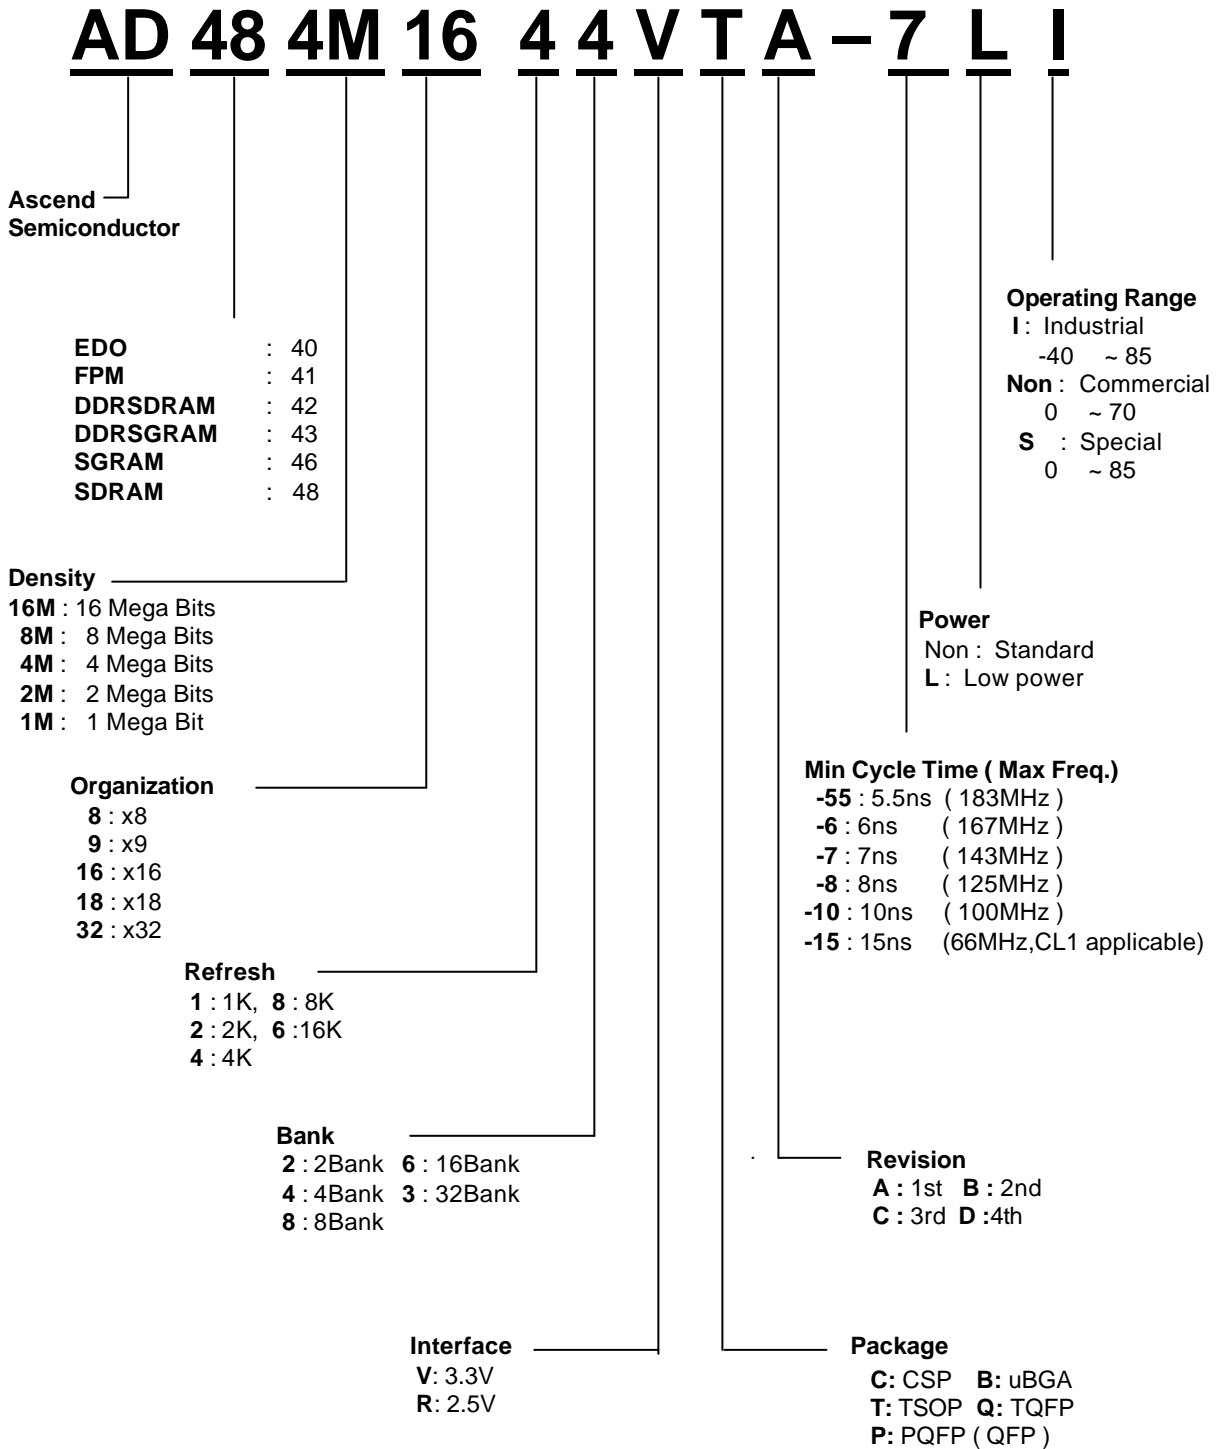 AD 48 4M 16 4 4 V T A – 7 L I
Ascend
Semiconductor
EDO : 40
FPM : 41
DDRSDRAM : 42
DDRSGRAM : 43
SGRAM : 46
SDRAM : 48
Operating Range
I : Industrial
-40 ~ 85
Non : Commercial
0 ~ 70
S : Special
0 ~ 85
Density
16M : 16 Mega Bits
8M : 8 Mega Bits
4M : 4 Mega Bits
2M : 2 Mega Bits
1M : 1 Mega Bit
Power
Non : Standard
L : Low power
Organization
8 : x8
9 : x9
16 : x16
18 : x18
32 : x32
Min Cycle Time ( Max Freq.)
-55 : 5.5ns ( 183MHz )
-6 : 6ns ( 167MHz )
-7 : 7ns ( 143MHz )
-8 : 8ns ( 125MHz )
-10 : 10ns ( 100MHz )
-15 : 15ns (66MHz,CL1 applicable)
Refresh
1 : 1K, 8 : 8K
2 : 2K, 6 :16K
4 : 4K
Bank
2 : 2Bank 6 : 16Bank
4 : 4Bank 3 : 32Bank
8 : 8Bank
Revision
A : 1st B : 2nd
C : 3rd D :4th
Interface
V: 3.3V
R: 2.5V
Package
C: CSP B: uBGA
T: TSOP Q: TQFP
P: PQFP ( QFP )